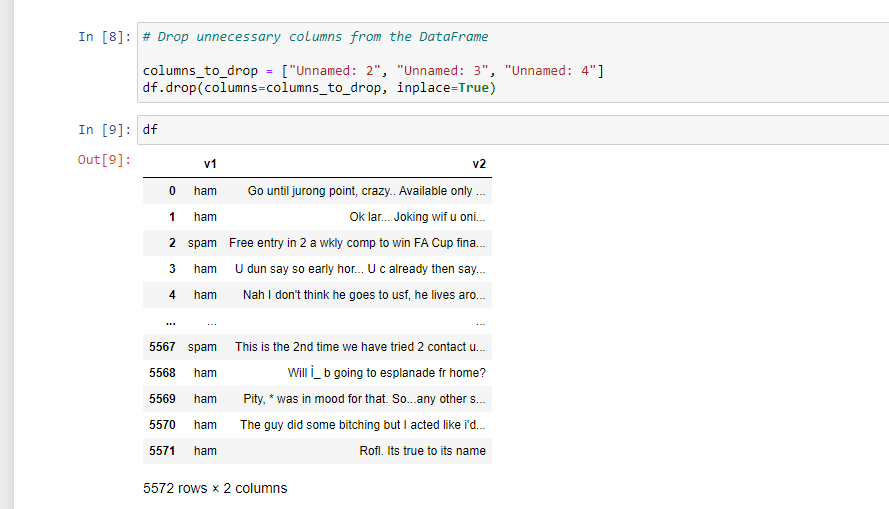 In [8]: # Drop unnecessary columns from the DataFrame
columns_to_drop = ["Unnamed: 2", "Unnamed: 3", "Unnamed: 4"]
df.drop(columns=columns_to_drop, inplace=True)
In [9]: df
Out[9]:
v1 v2
0 ham Go until jurong point, crazy.. Available only ...
1 ham Ok lar... Joking wif u oni...
2 spam Free entry in 2 a wkly comp to win FA Cup fina...
3 ham U dun say so early hor... U c already then say...
4 ham Nah I don't think he goes to usf, he lives aro...
... ... ...
5567 spam This is the 2nd time we have tried 2 contact u...
5568 ham Will Ì_ b going to esplanade fr home?
5569 ham Pity, * was in mood for that. So...any other s...
5570 ham The guy did some bitching but I acted like i'd...
5571 ham Rofl. Its true to its name
5572 rows × 2 columns